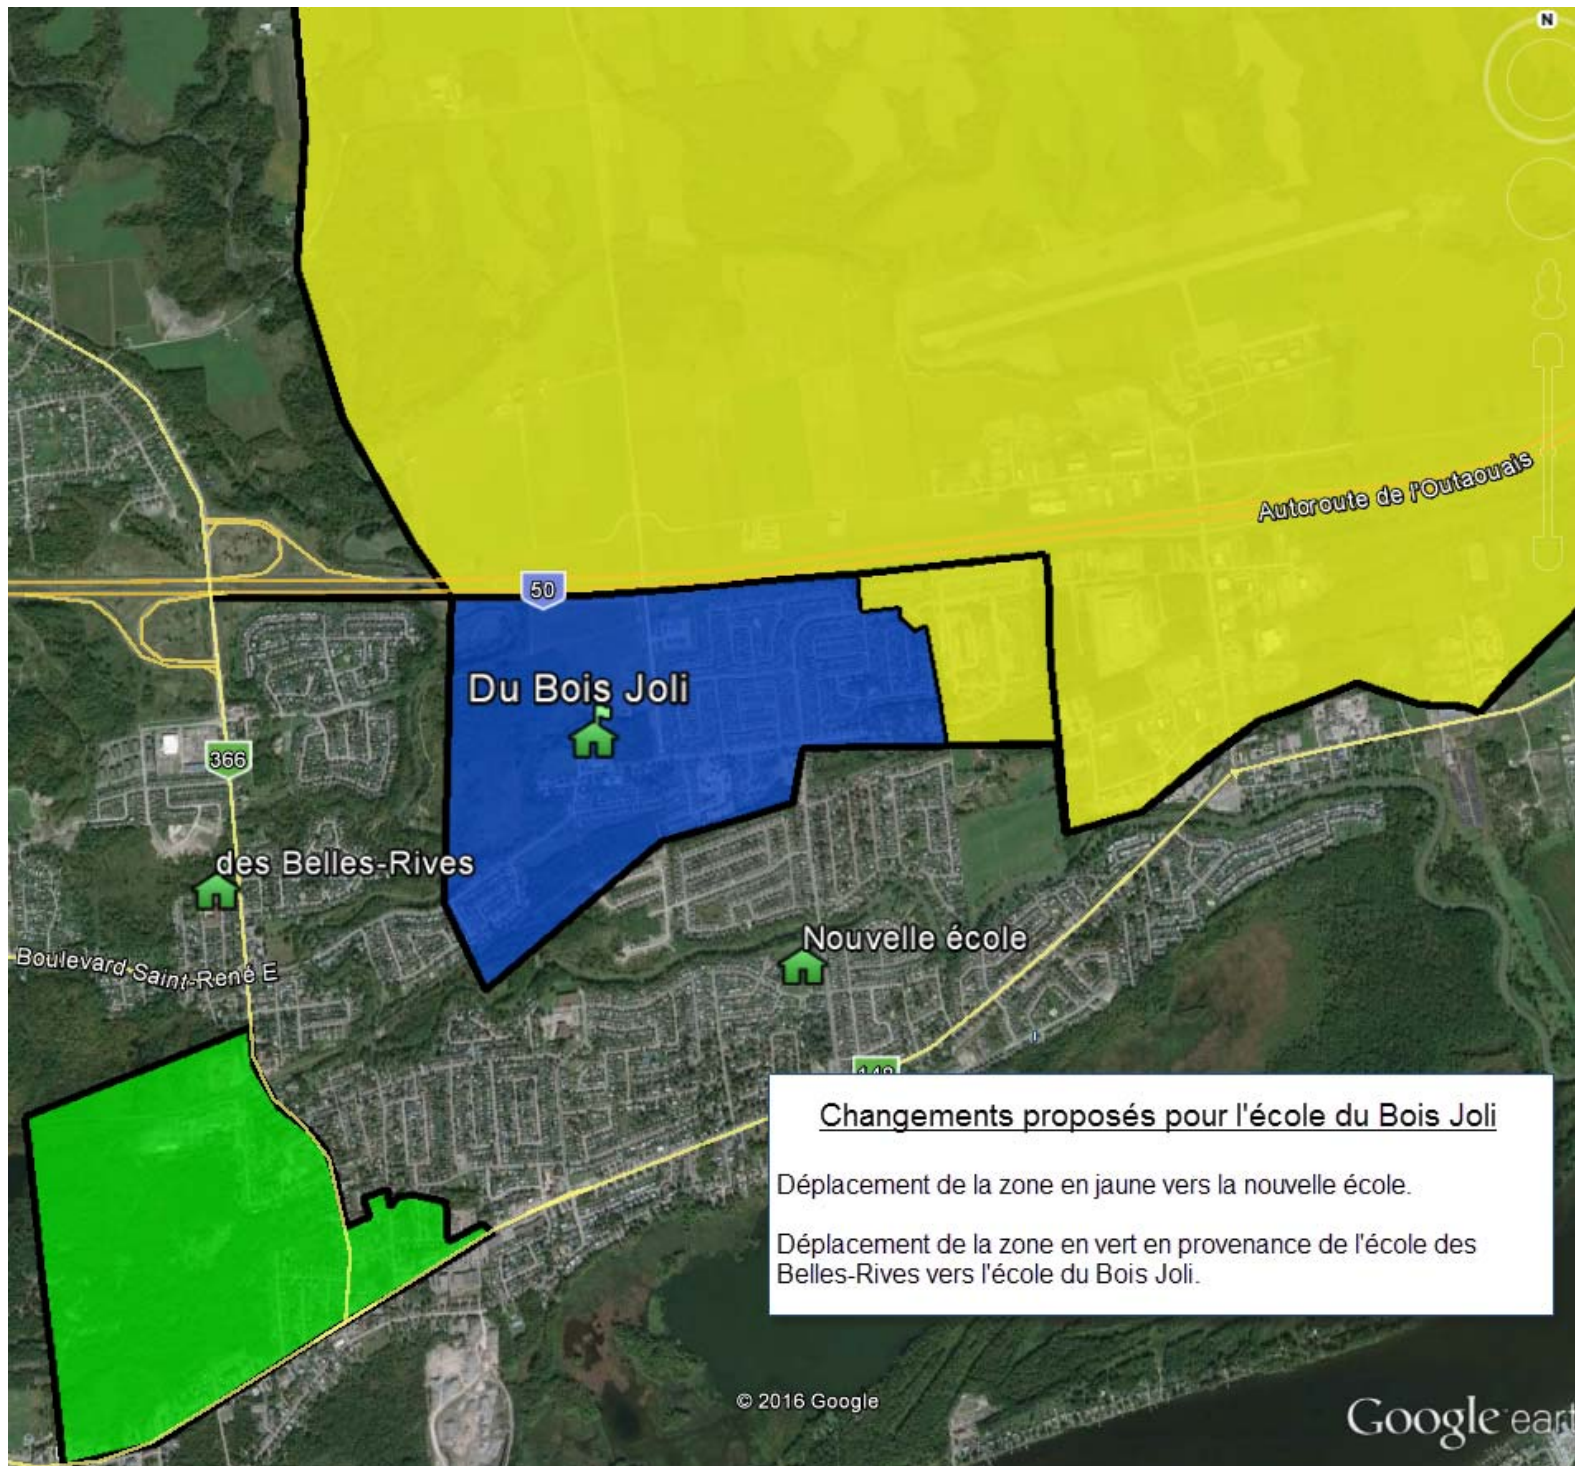 N
Autoroute de l'Outaouais
50
Du Bois Joli
366
des Belles-Rives
Nouvelle école
Boulevard Saint-René E
Changements proposés pour l'école du Bois Joli
Déplacement de la zone en jaune vers la nouvelle école.
Déplacement de la zone en vert en provenance de l'école des
Belles-Rives vers l'école du Bois Joli.
© 2016 Google
Google eart